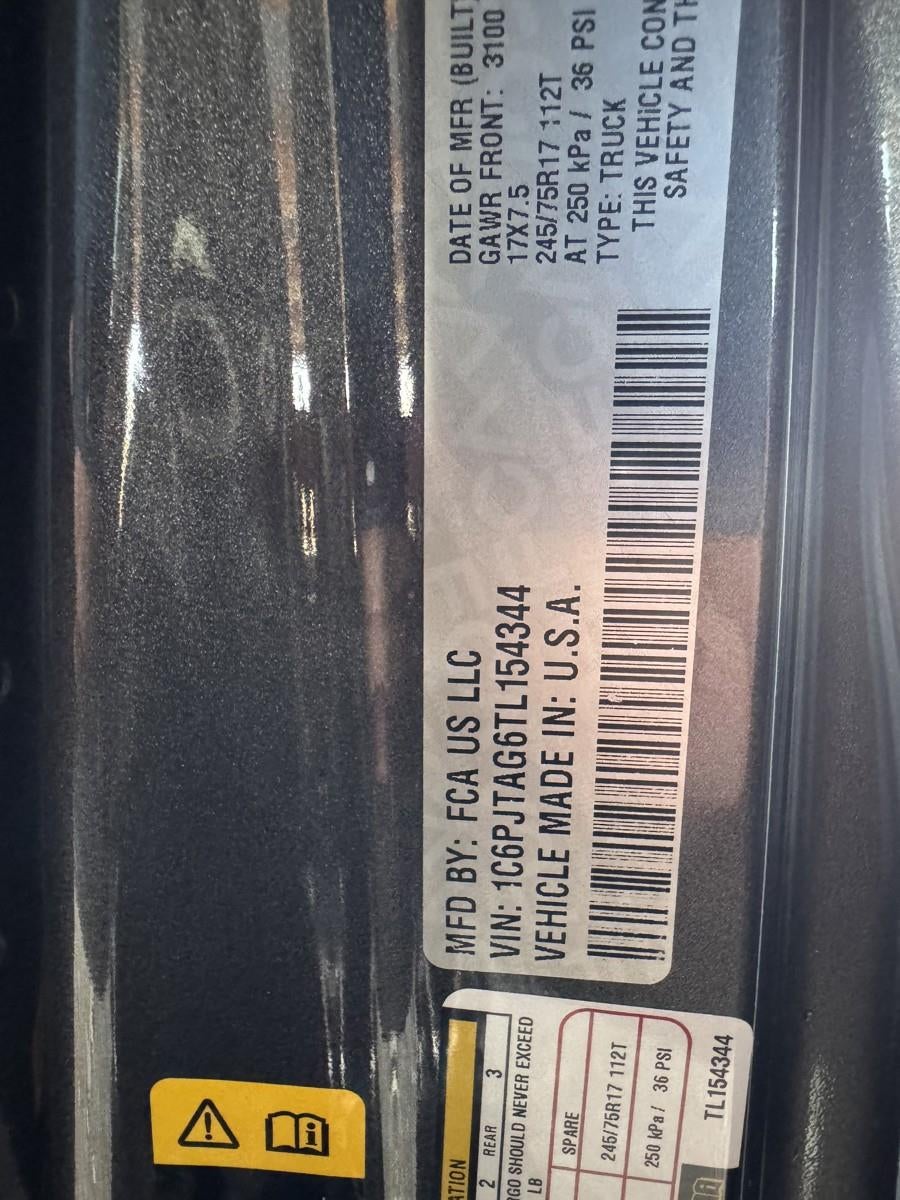 MFD BY: FCA US LLC
VIN: 1C6PJTAG6TL154344
VEHICLE MADE IN: U.S.A.
DATE OF MFR (BUILT
GAWR FRONT: 3100
17X7.5
245/75R17 112T
AT 250 kPa / 36 PSI
TYPE: TRUCK
THIS VEHICLE CON
SAFETY AND TH
ATION
2 REAR 3
RGO SHOULD NEVER EXCEED
LB
SPARE
245/75R17 112T
250 kPa / 36 PSI
TL154344